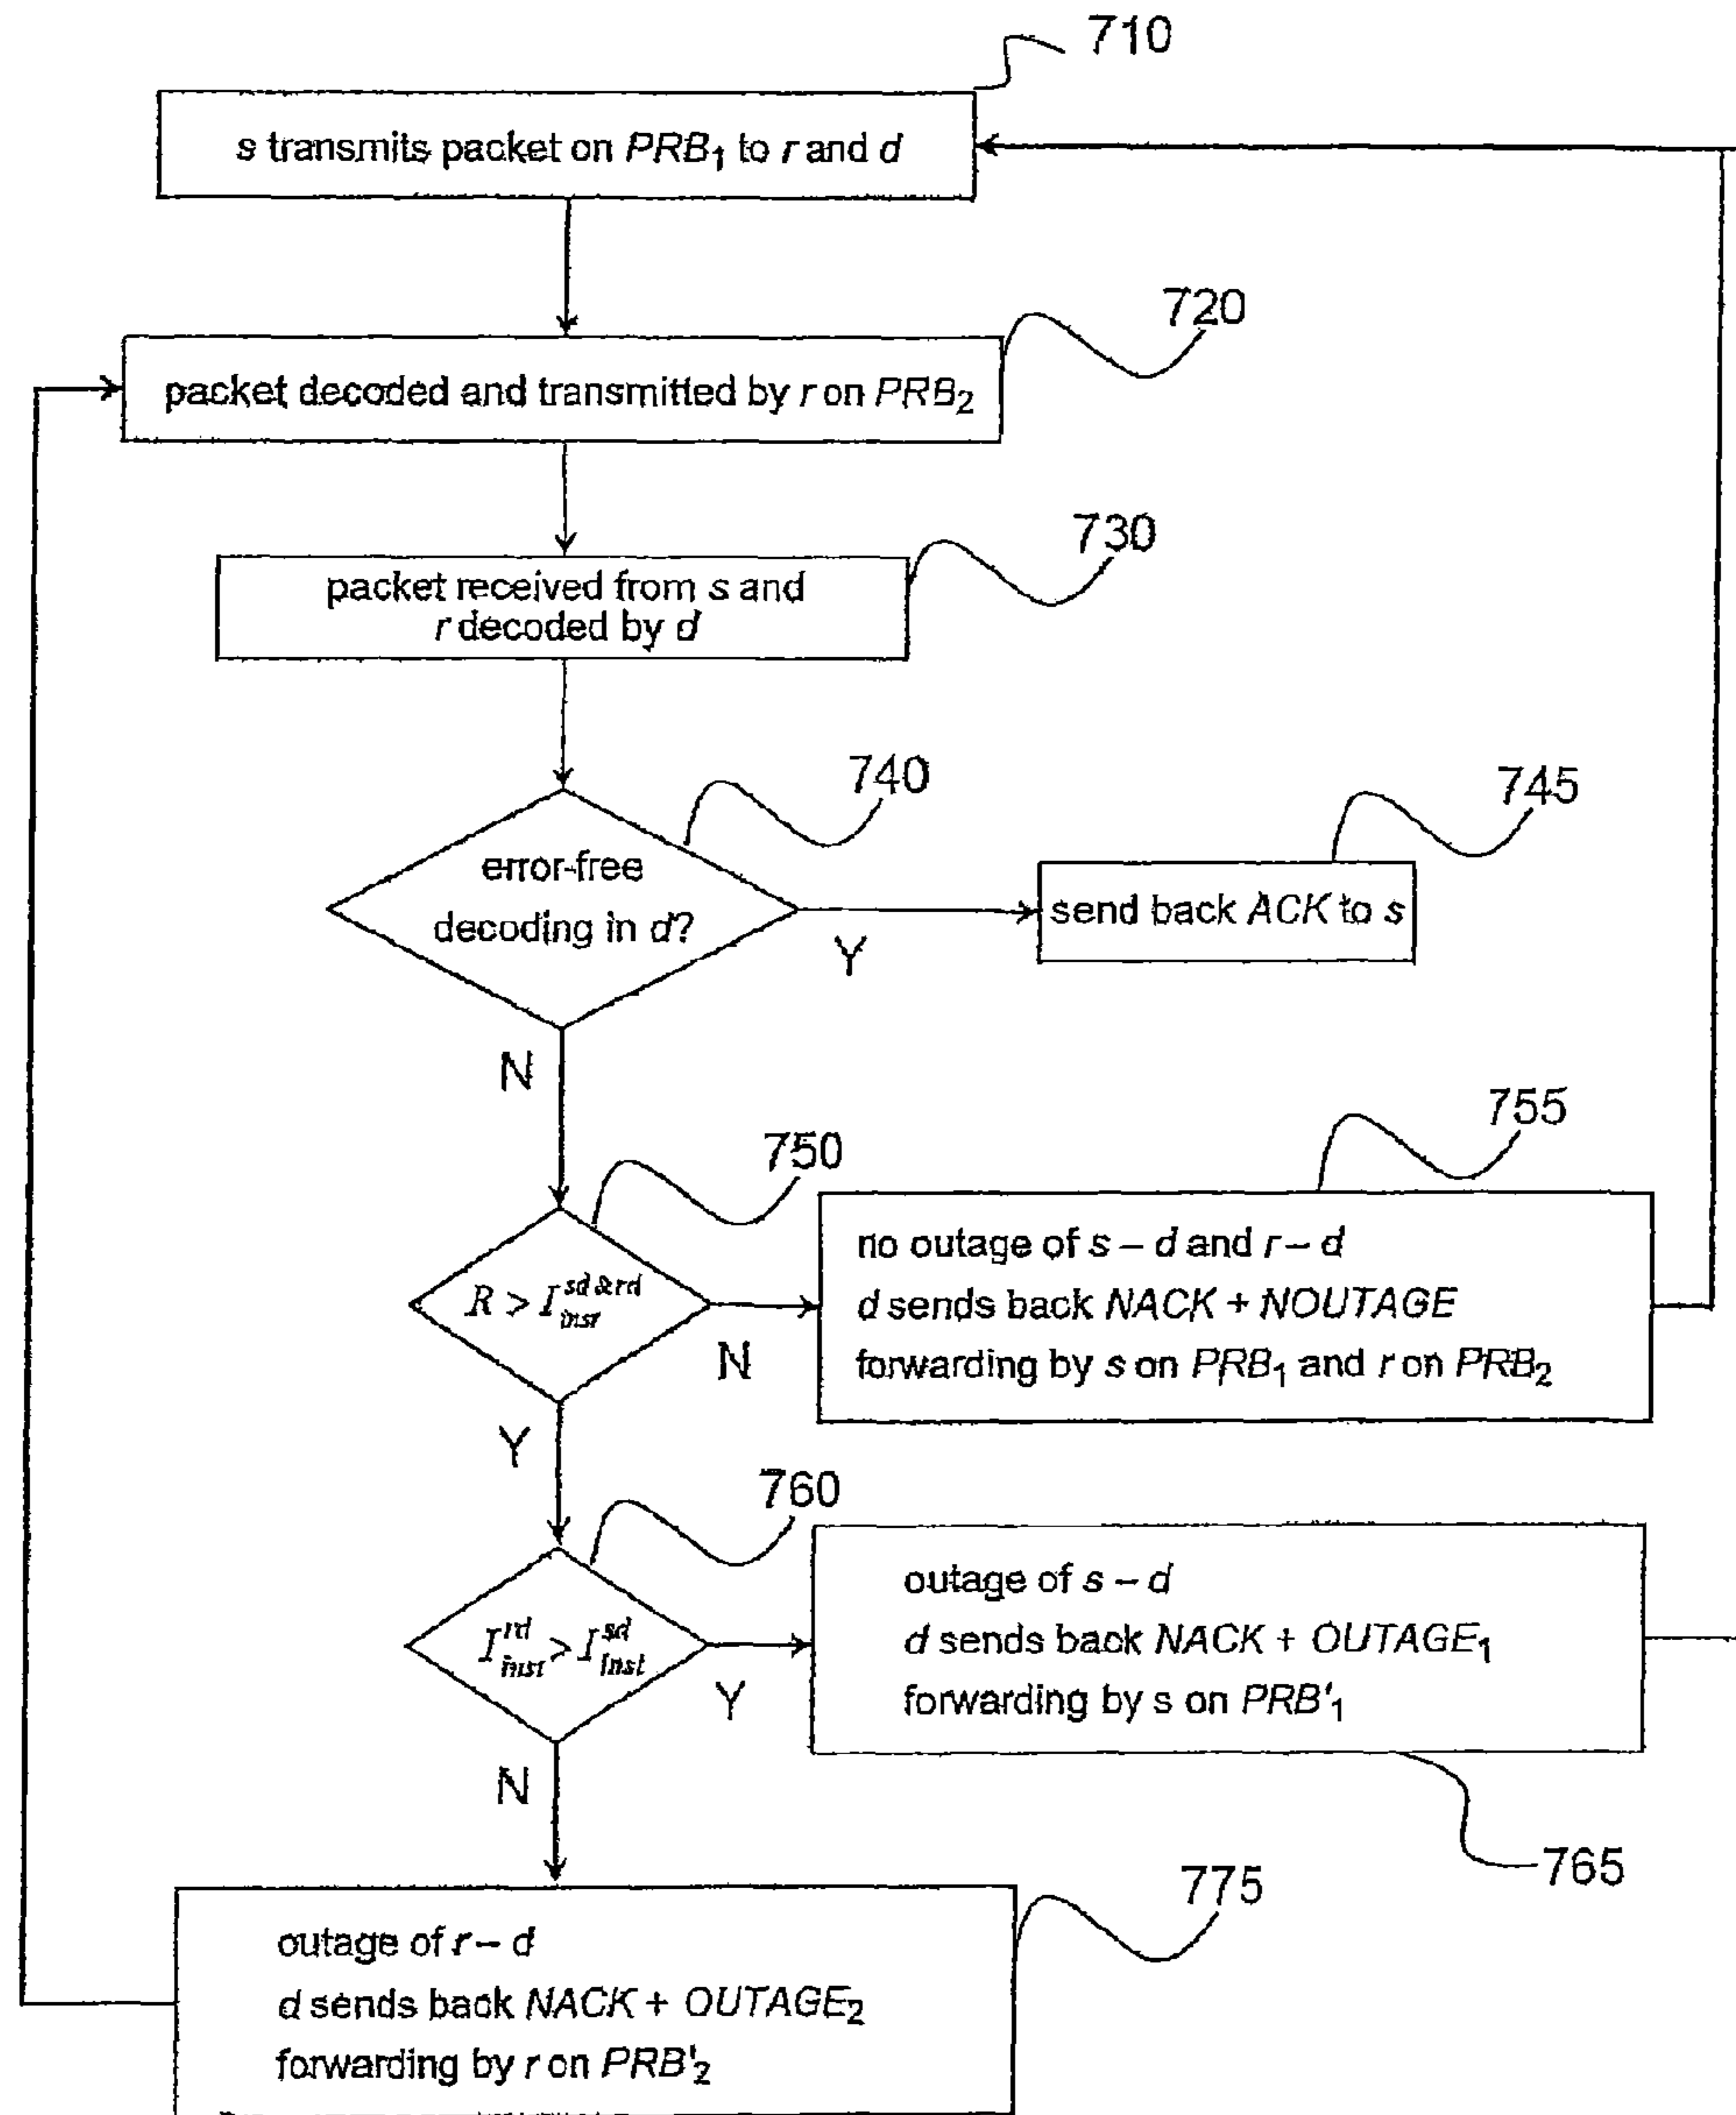 710
s transmits packet on PRB₁ to r and d
720
packet decoded and transmitted by r on PRB₂
730
packet received from s and
r decoded by d
740
745
error-free
decoding in d?
send back ACK to s
Y
N
750
755
R > I_inst^sd&rd
no outage of s – d and r – d
d sends back NACK + NOUTAGE
forwarding by s on PRB₁ and r on PRB₂
N
Y
760
I_inst^rd > I_inst^sd
outage of s – d
d sends back NACK + OUTAGE₁
forwarding by s on PRB'₁
Y
N
765
775
outage of r – d
d sends back NACK + OUTAGE₂
forwarding by r on PRB'₂